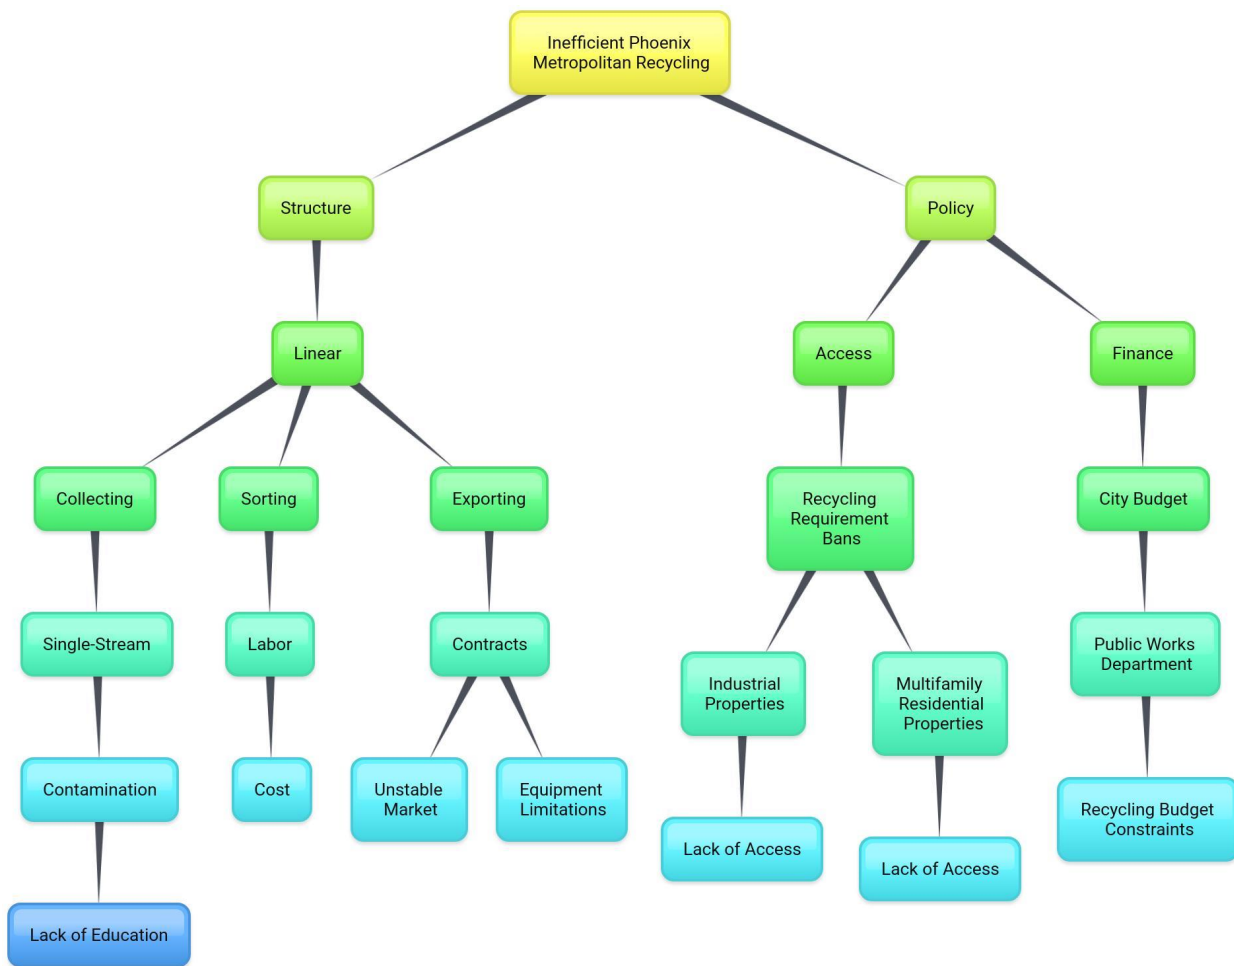 Inefficient Phoenix
Metropolitan Recycling
Structure
Policy
Linear
Access
Finance
Collecting
Sorting
Exporting
Recycling
Requirement
Bans
City Budget
Single-Stream
Labor
Contracts
Industrial
Properties
Multifamily
Residential
Properties
Public Works
Department
Contamination
Cost
Unstable
Market
Equipment
Limitations
Lack of Access
Lack of Access
Recycling Budget
Constraints
Lack of Education